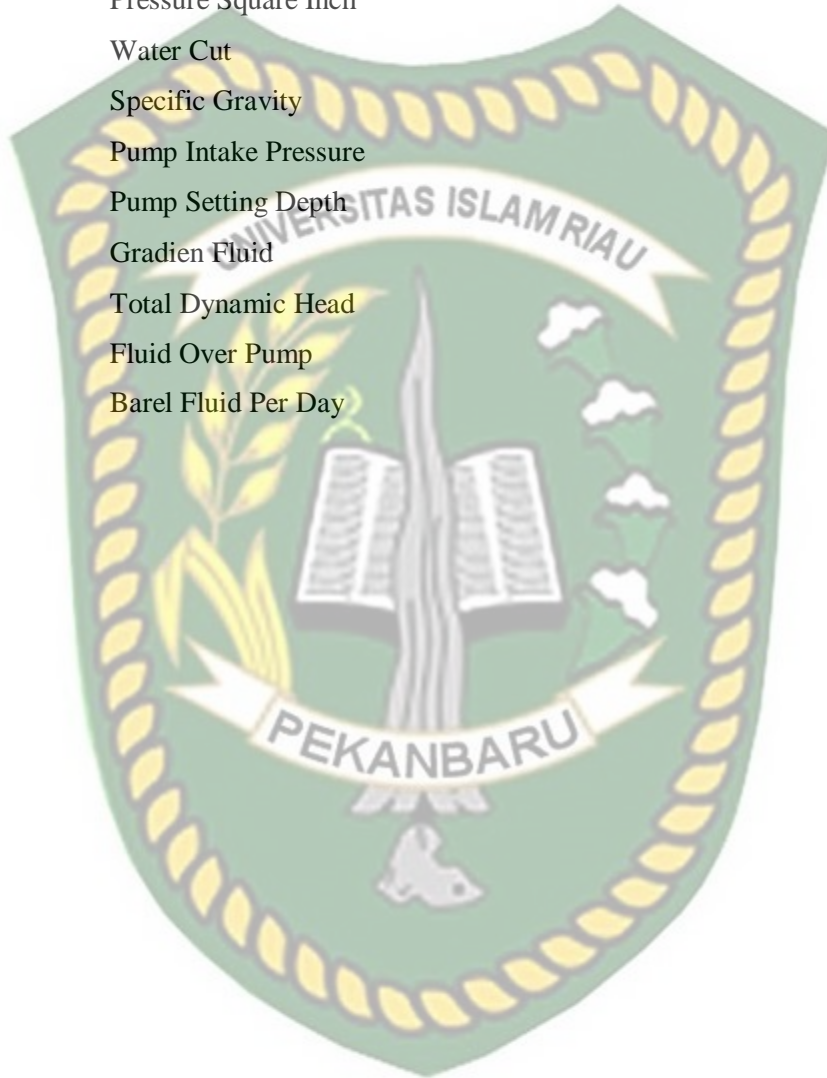 Pressure Square Inch
Water Cut
Specific Gravity
Pump Intake Pressure
Pump Setting Depth
UNIVERSITAS ISLAM RIAU
Gradien Fluid
Total Dynamic Head
Fluid Over Pump
Barel Fluid Per Day
PEKANBARU